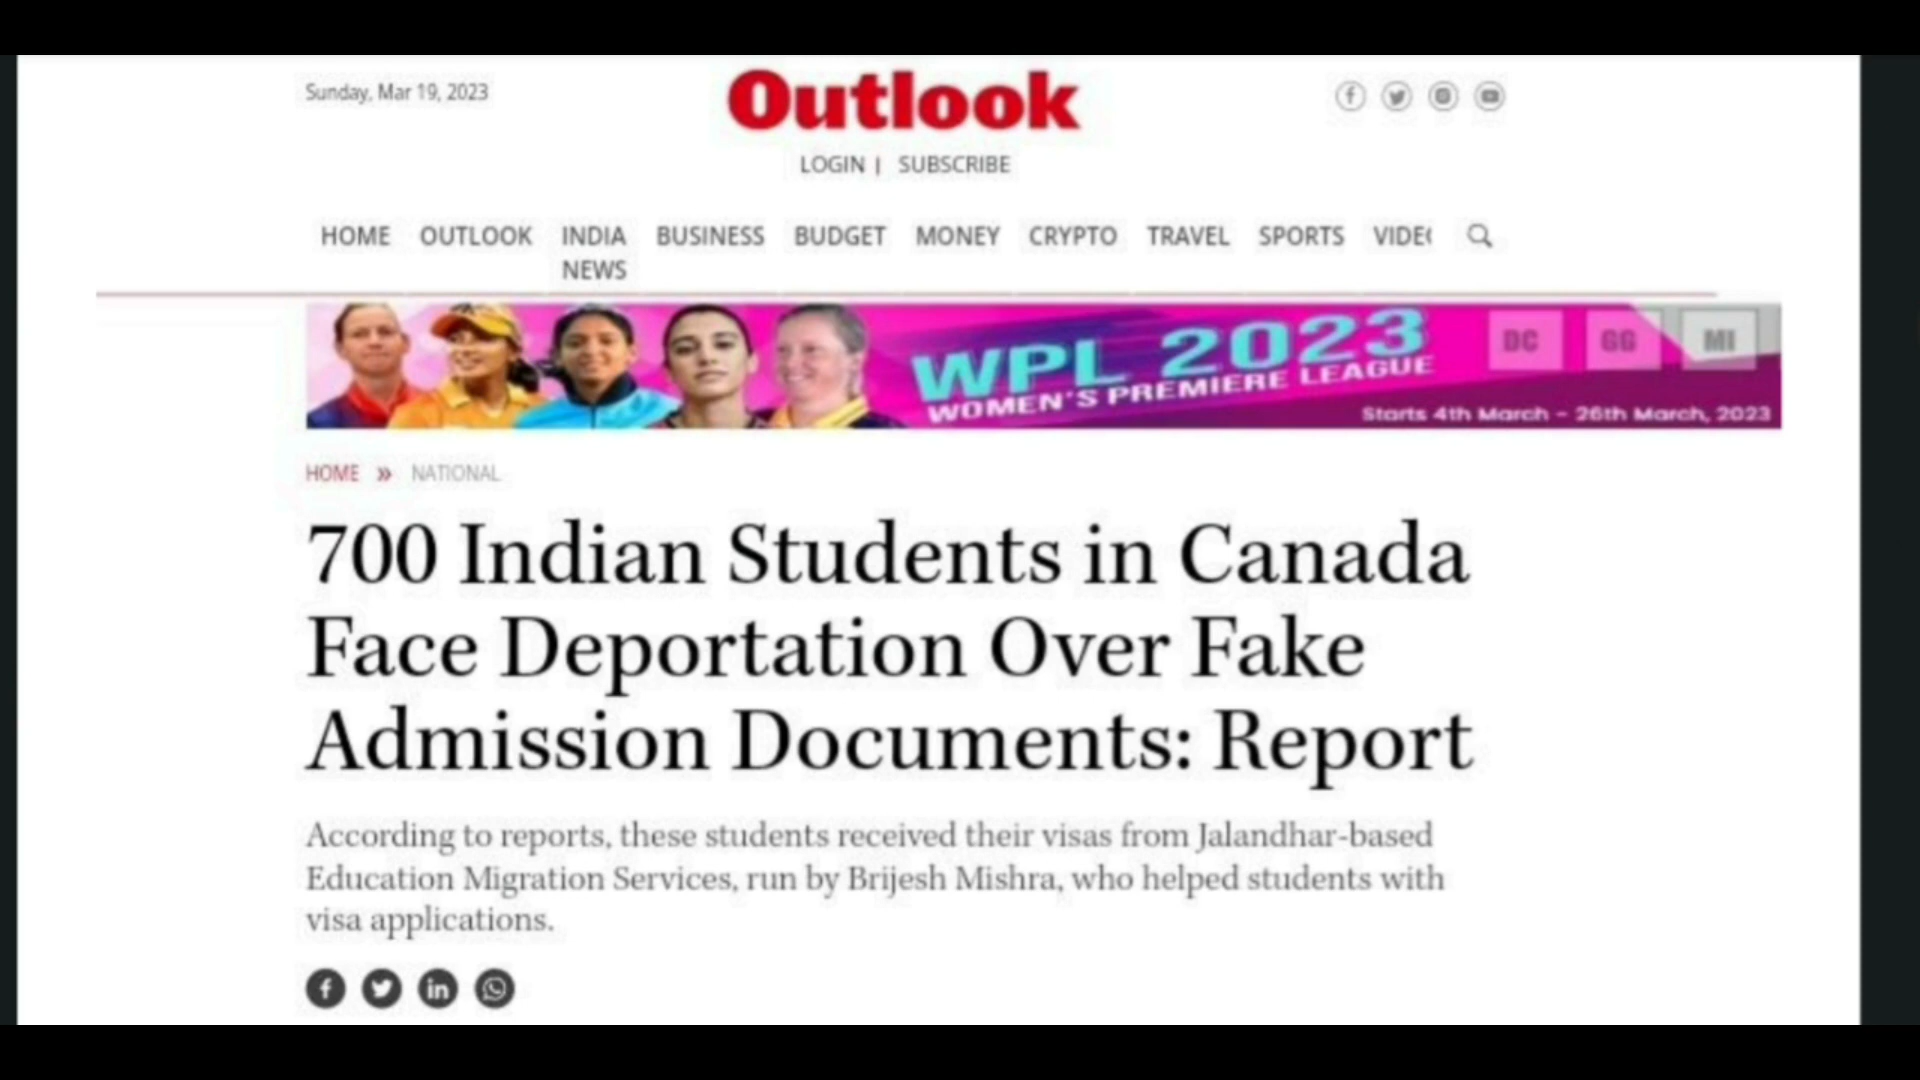 Sunday, Mar 19, 2023
Outlook
LOGIN | SUBSCRIBE
HOME OUTLOOK INDIA NEWS BUSINESS BUDGET MONEY CRYPTO TRAVEL SPORTS
WPL 2023
WOMEN'S PREMIERE LEAGUE
DC GG MI
Starts 4th March - 26th March, 2023
HOME » NATIONAL
700 Indian Students in Canada
Face Deportation Over Fake
Admission Documents: Report
According to reports, these students received their visas from Jalandhar-based
Education Migration Services, run by Brijesh Mishra, who helped students with
visa applications.